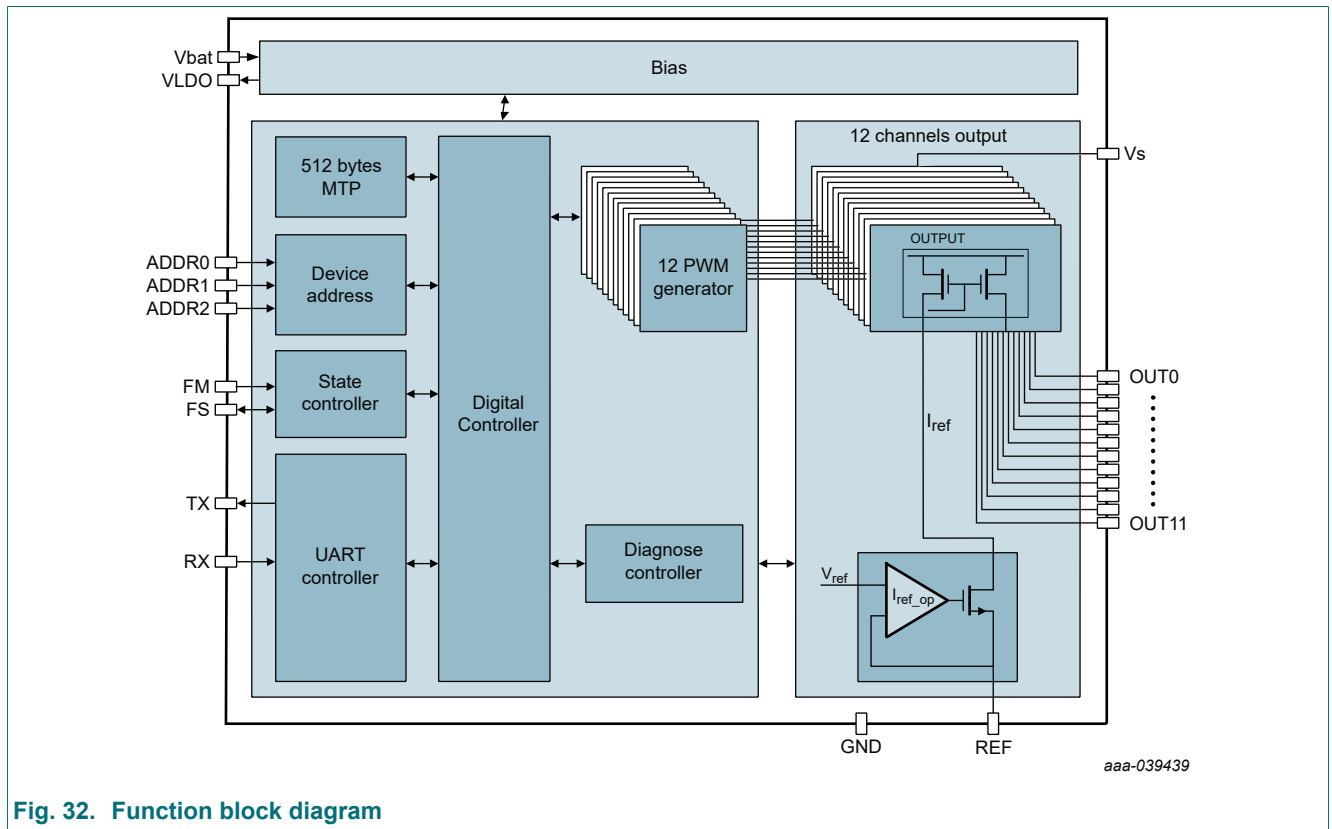 Vbat
VLDO
Bias
512 bytes
MTP
12 channels output
Vs
ADDR0
ADDR1
ADDR2
Device
address
12 PWM
generator
OUTPUT
FM
FS
State
controller
Digital
Controller
OUT0
Iref
OUT11
TX
RX
UART
controller
Diagnose
controller
Vref
Iref_op
GND
REF
aaa-039439
Fig. 32. Function block diagram